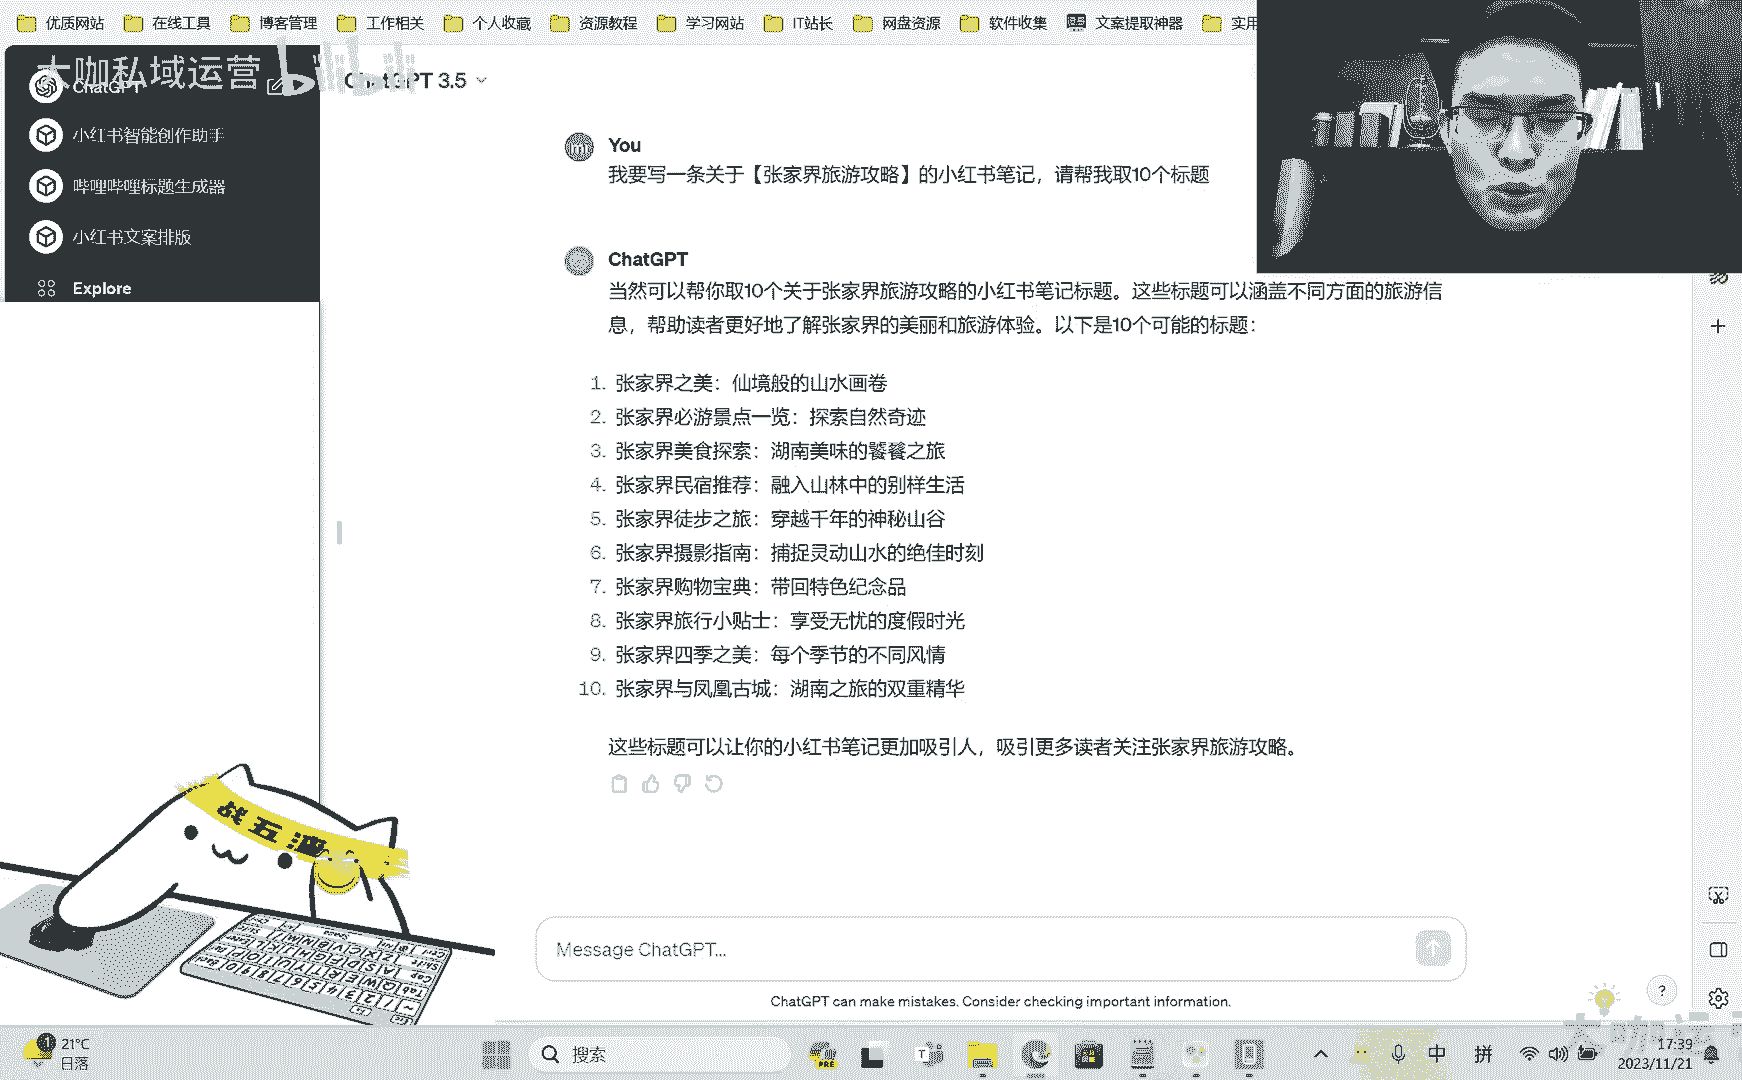 优质网站 在线工具 博客管理 工作相关 个人收藏 资源教程 学习网站 IT站长 网盘资源 软件收集 文案提取神器 实用
大咖私域运营 bilibili
ChatGPT
ChatGPT 3.5
小红书智能创作助手
哔哩哔哩标题生成器
小红书文案排版
Explore
You
我要写一条关于【张家界旅游攻略】的小红书笔记，请帮我取10个标题
ChatGPT
当然可以帮你取10个关于张家界旅游攻略的小红书笔记标题。这些标题可以涵盖不同方面的旅游信
息，帮助读者更好地了解张家界的美丽和旅游体验。以下是10个可能的标题：
1. 张家界之美：仙境般的山水画卷
2. 张家界必游景点一览：探索自然奇迹
3. 张家界美食探索：湖南美味的饕餮之旅
4. 张家界民宿推荐：融入山林中的别样生活
5. 张家界徒步之旅：穿越千年的神秘山谷
6. 张家界摄影指南：捕捉灵动山水的绝佳时刻
7. 张家界购物宝典：带回特色纪念品
8. 张家界旅行小贴士：享受无忧的度假时光
9. 张家界四季之美：每个季节的不同风情
10. 张家界与凤凰古城：湖南之旅的双重精华
这些标题可以让你的小红书笔记更加吸引人，吸引更多读者关注张家界旅游攻略。
战五渣
Message ChatGPT...
ChatGPT can make mistakes. Consider checking important information.
?
1
21°C
日落
搜索
PRE
中
拼
17:39
2023/11/21